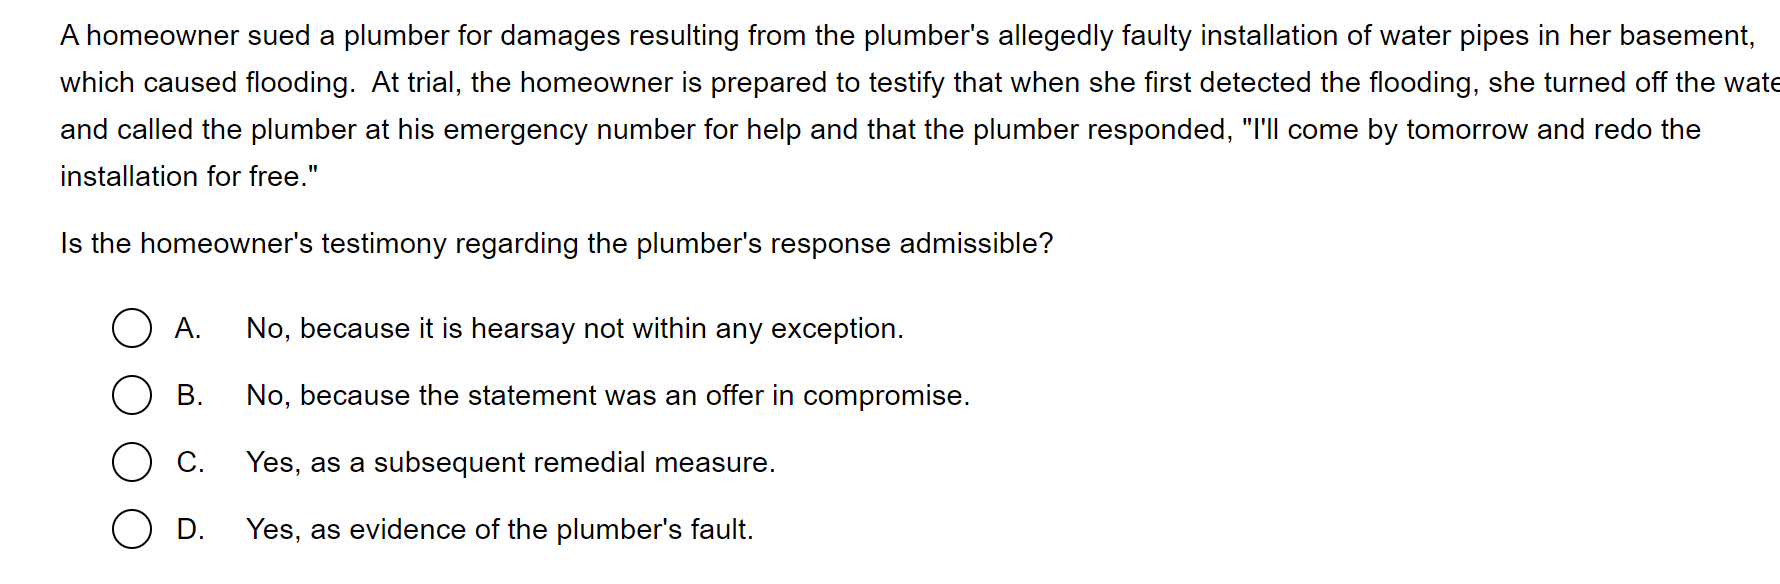 A homeowner sued a plumber for damages resulting from the plumber's allegedly faulty installation of water pipes in her basement,
which caused flooding.  At trial, the homeowner is prepared to testify that when she first detected the flooding, she turned off the wate
and called the plumber at his emergency number for help and that the plumber responded, "I'll come by tomorrow and redo the
installation for free."
Is the homeowner's testimony regarding the plumber's response admissible?
A. No, because it is hearsay not within any exception.
B. No, because the statement was an offer in compromise.
C. Yes, as a subsequent remedial measure.
D. Yes, as evidence of the plumber's fault.